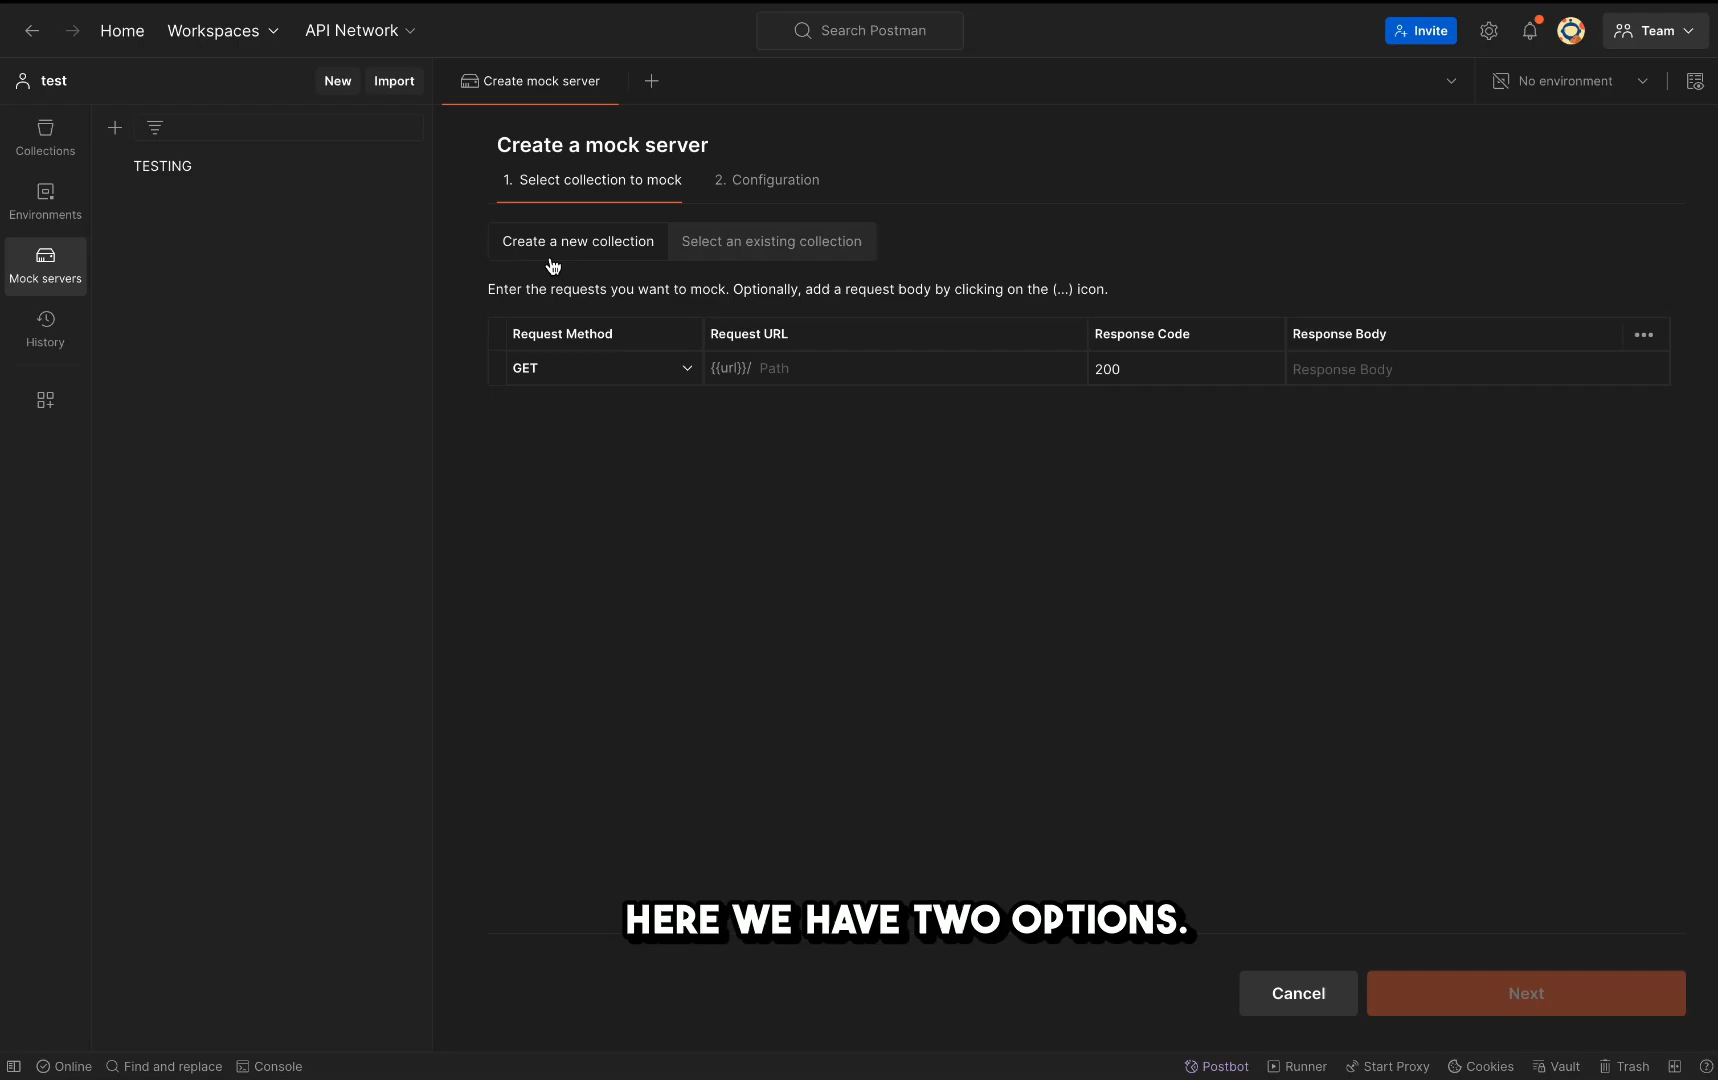 Home Workspaces API Network Search Postman Invite Team
test New Import Create mock server No environment
Collections
Environments
Mock servers
History
TESTING
Create a mock server
1. Select collection to mock 2. Configuration
Create a new collection Select an existing collection
Enter the requests you want to mock. Optionally, add a request body by clicking on the (...) icon.
Request Method Request URL Response Code Response Body
GET {{url}}/ Path 200 Response Body
HERE WE HAVE TWO OPTIONS.
Cancel Next
Online Find and replace Console Postbot Runner Start Proxy Cookies Vault Trash